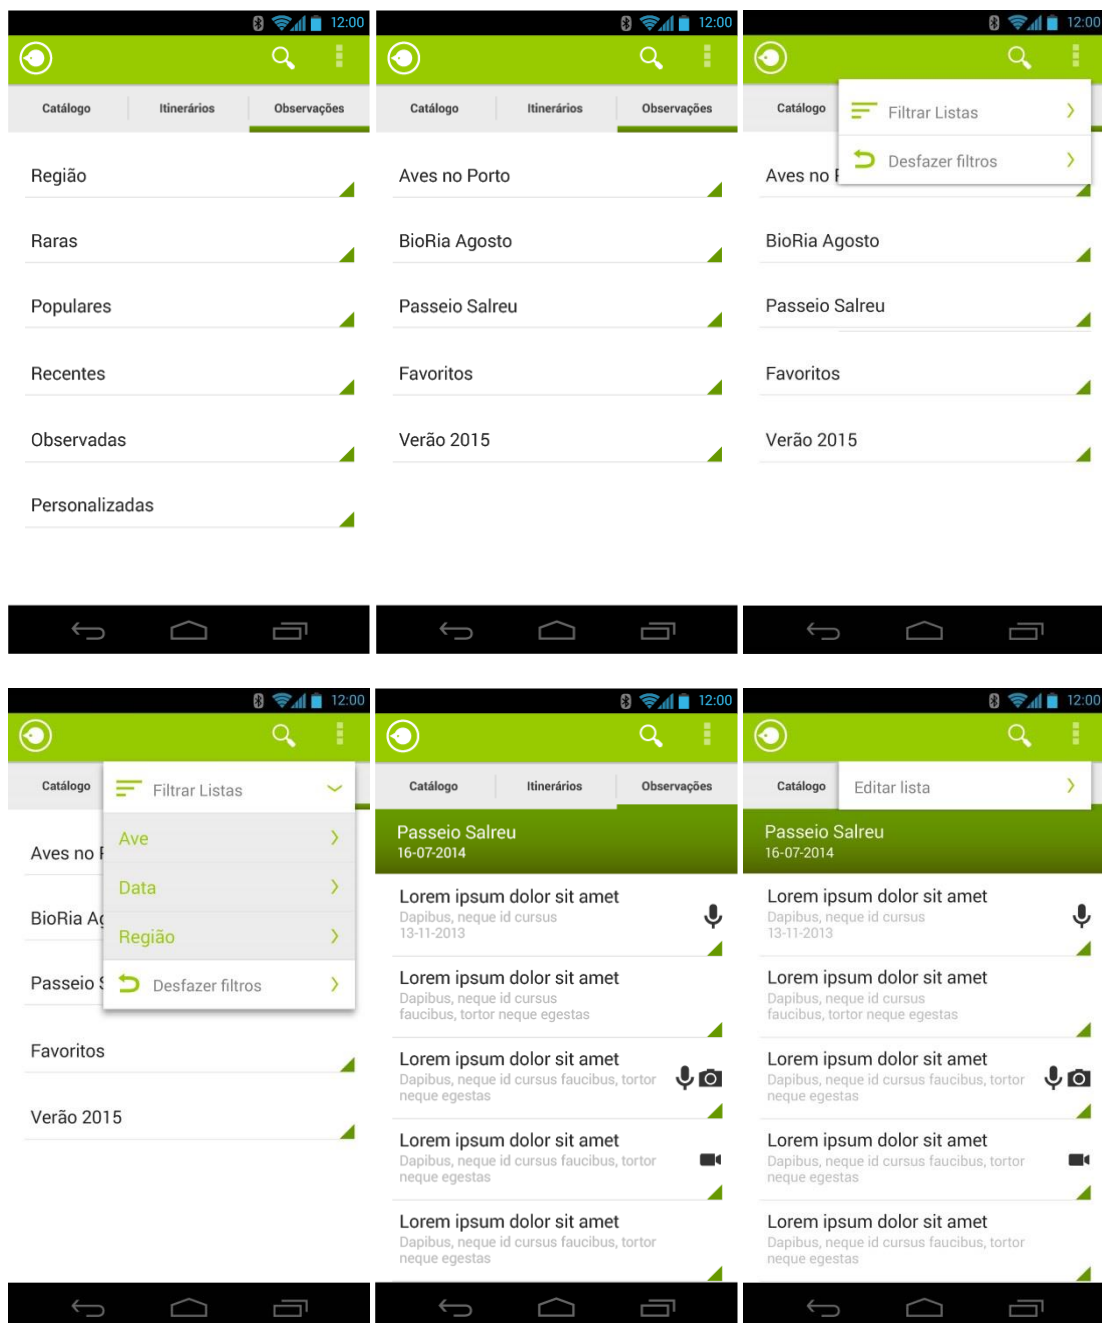 12:00
Catálogo Itinerários Observações
Região
Raras
Populares
Recentes
Observadas
Personalizadas
12:00
Catálogo Itinerários Observações
Aves no Porto
BioRia Agosto
Passeio Salreu
Favoritos
Verão 2015
12:00
Catálogo
Filtrar Listas
Desfazer filtros
Aves no
BioRia Agosto
Passeio Salreu
Favoritos
Verão 2015
12:00
Catálogo
Filtrar Listas
Ave
Data
Região
Desfazer filtros
Aves no
BioRia Ag
Passeio
Favoritos
Verão 2015
12:00
Catálogo Itinerários Observações
Passeio Salreu
16-07-2014
Lorem ipsum dolor sit amet
Dapibus, neque id cursus
13-11-2013
Lorem ipsum dolor sit amet
Dapibus, neque id cursus
faucibus, tortor neque egestas
Lorem ipsum dolor sit amet
Dapibus, neque id cursus faucibus, tortor
neque egestas
Lorem ipsum dolor sit amet
Dapibus, neque id cursus faucibus, tortor
neque egestas
Lorem ipsum dolor sit amet
Dapibus, neque id cursus faucibus, tortor
neque egestas
12:00
Catálogo
Editar lista
Passeio Salreu
16-07-2014
Lorem ipsum dolor sit amet
Dapibus, neque id cursus
13-11-2013
Lorem ipsum dolor sit amet
Dapibus, neque id cursus
faucibus, tortor neque egestas
Lorem ipsum dolor sit amet
Dapibus, neque id cursus faucibus, tortor
neque egestas
Lorem ipsum dolor sit amet
Dapibus, neque id cursus faucibus, tortor
neque egestas
Lorem ipsum dolor sit amet
Dapibus, neque id cursus faucibus, tortor
neque egestas